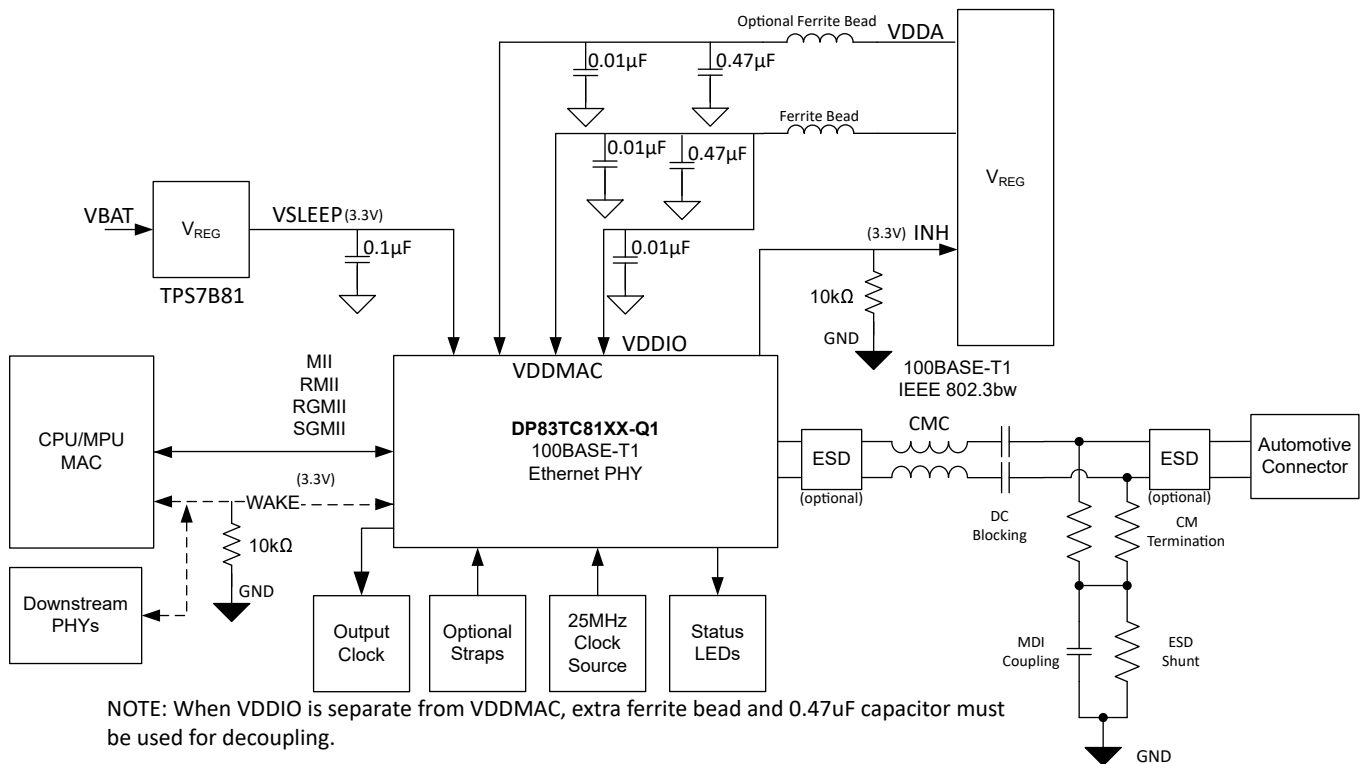 Optional Ferrite Bead
VDDA
0.01µF
0.47µF
Ferrite Bead
0.01µF
0.47µF
VREG
VBAT
VREG
VSLEEP(3.3V)
0.1µF
TPS7B81
0.01µF
(3.3V) INH
10kΩ
GND
VDDIO
VDDMAC
100BASE-T1
IEEE 802.3bw
MII
RMII
RGMII
SGMII
CPU/MPU
MAC
DP83TC81XX-Q1
100BASE-T1
Ethernet PHY
(3.3V)
WAKE
10kΩ
GND
Downstream
PHYs
ESD
(optional)
CMC
DC
Blocking
ESD
(optional)
Automotive
Connector
CM
Termination
Output
Clock
Optional
Straps
25MHz
Clock
Source
Status
LEDs
MDI
Coupling
ESD
Shunt
GND
NOTE: When VDDIO is separate from VDDMAC, extra ferrite bead and 0.47uF capacitor must
be used for decoupling.